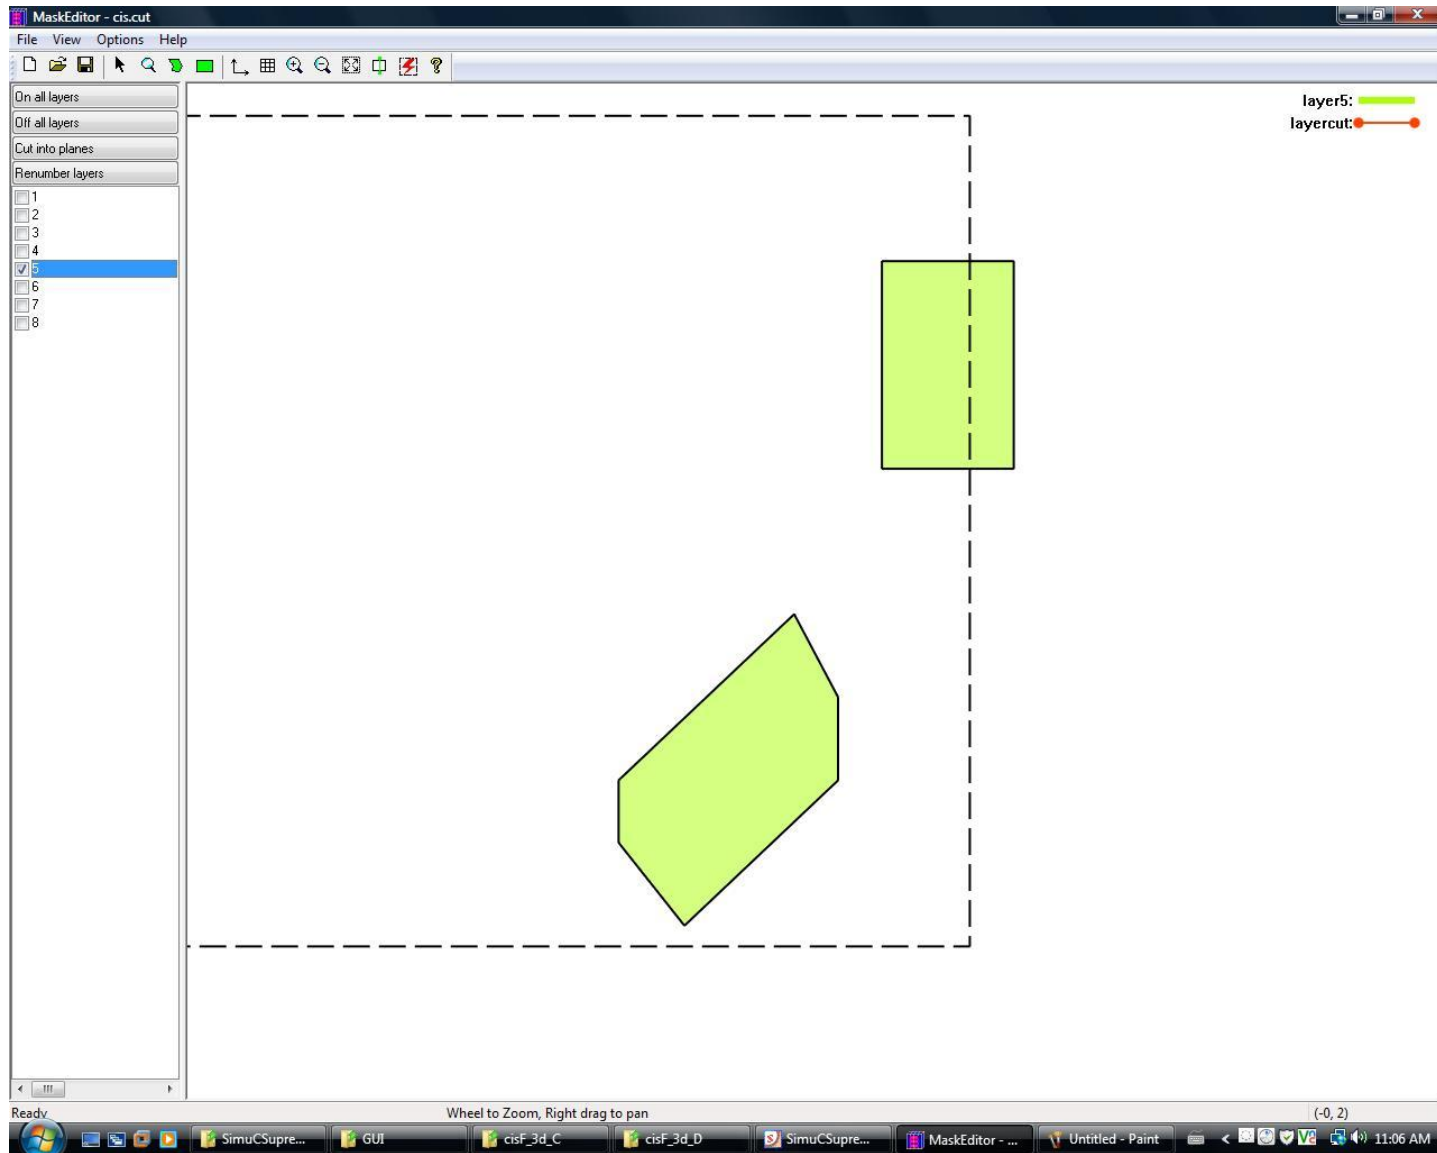 MaskEditor - cis.cut
File View Options Help
On all layers
Off all layers
Cut into planes
Renumber layers
1
2
3
4
5
6
7
8
layer5:
layercut:
Ready
Wheel to Zoom, Right drag to pan
(-0, 2)
SimuCSupre...
GUI
cisF_3d_C
cisF_3d_D
SimuCSupre...
MaskEditor - ...
Untitled - Paint
11:06 AM